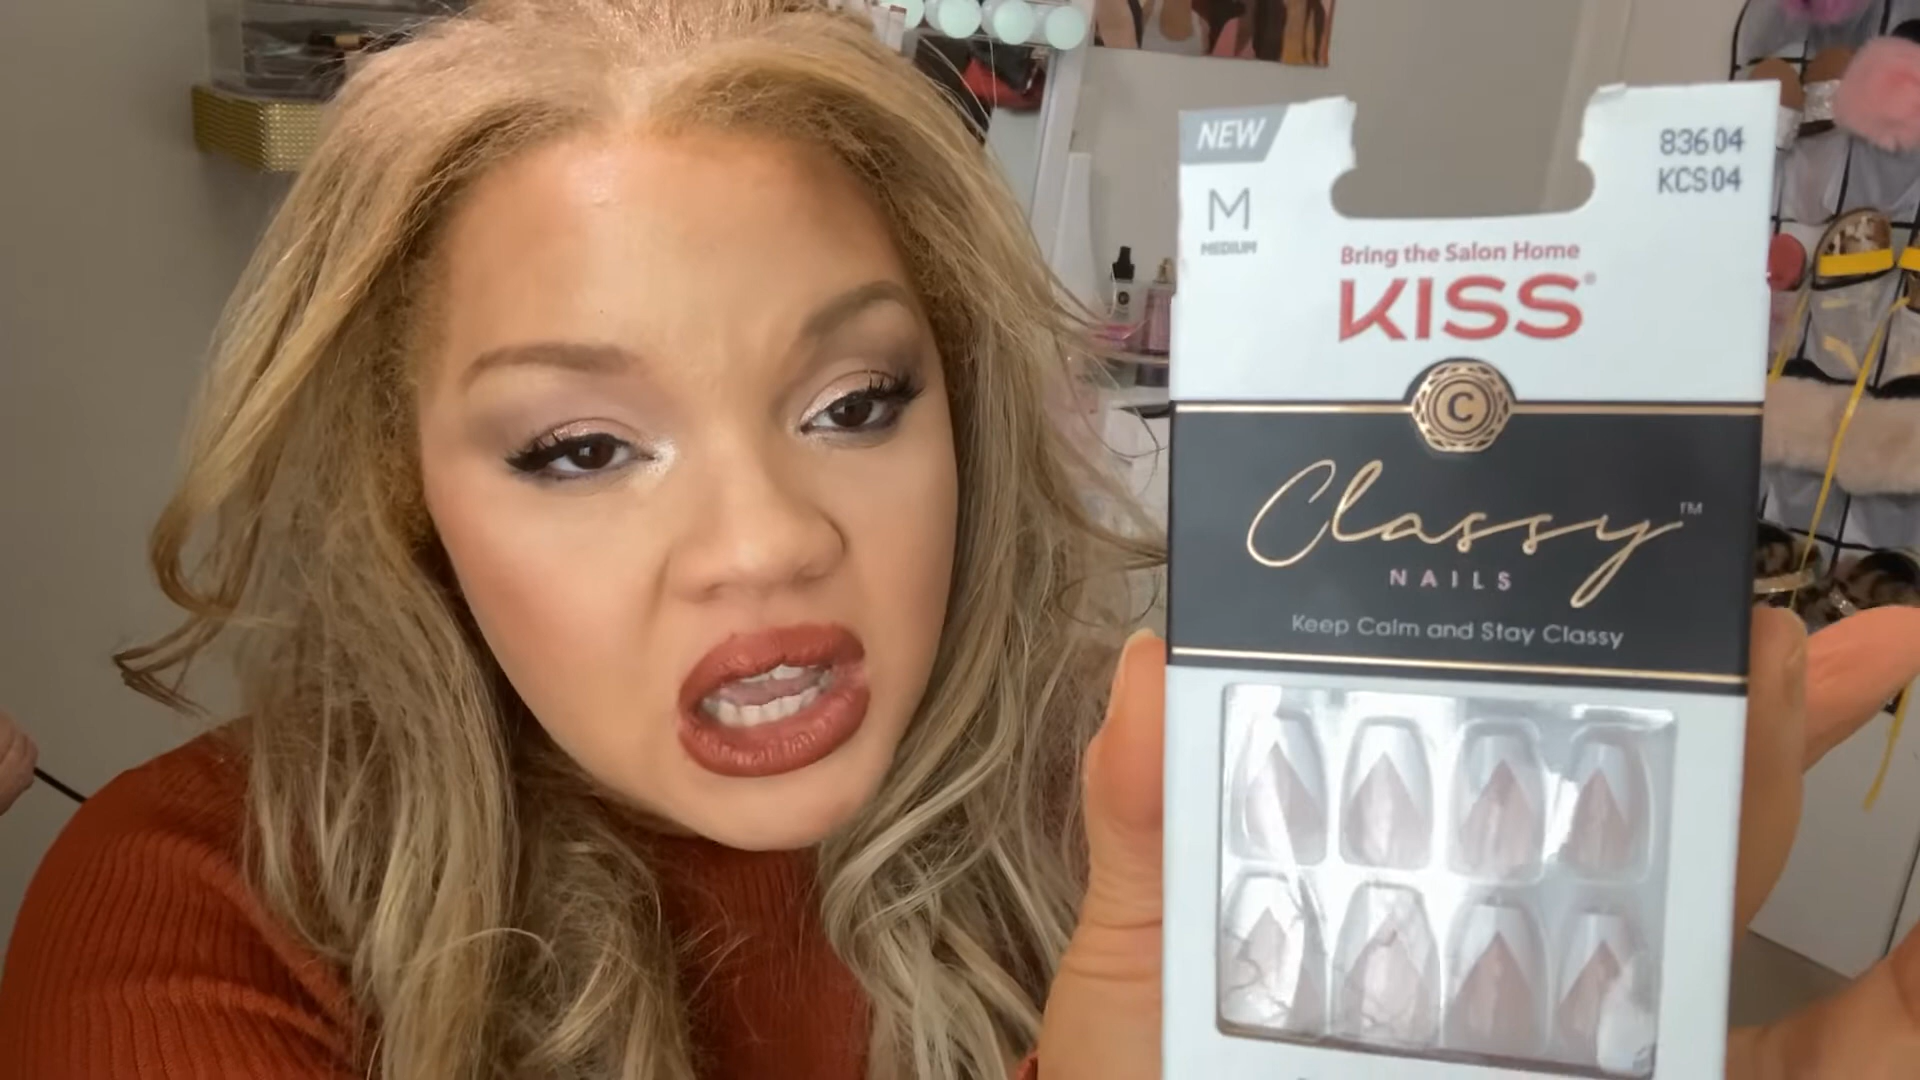 NEW
M
MEDIUM
83604
KCS04
Bring the Salon Home
KISS®
C
Classy™
NAILS
Keep Calm and Stay Classy